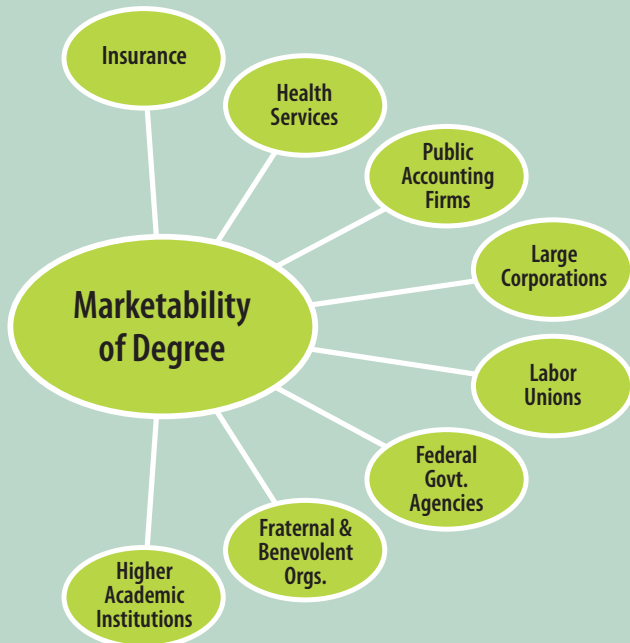 Insurance
Health
Services
Public
Accounting
Firms
Large
Corporations
Marketability
of Degree
Labor
Unions
Federal
Govt.
Agencies
Fraternal &
Benevolent
Orgs.
Higher
Academic
Institutions